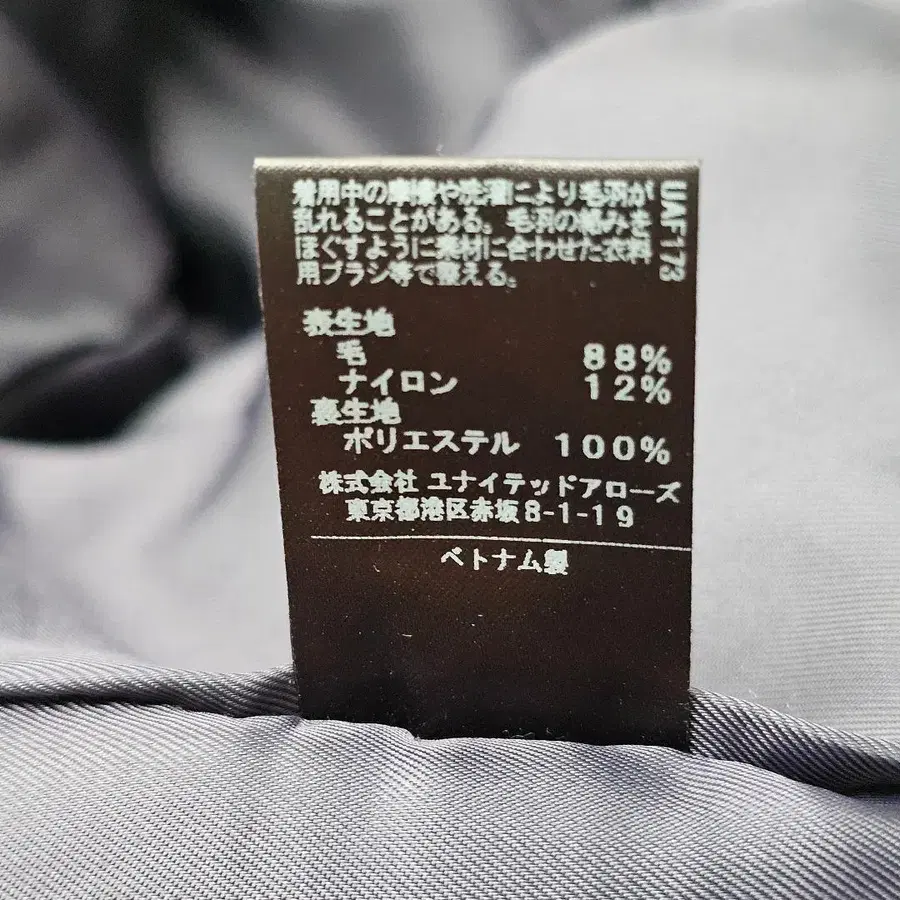 着用中の摩擦や洗濯により毛羽が
乱れることがある。毛羽の絡みを
ほぐすように素材に合わせた衣料
用ブラシ等で整える。
UAF173
表生地
毛 88%
ナイロン 12%
裏生地
ポリエステル 100%
株式会社 ユナイテッドアローズ
東京都港区赤坂8-1-19
ベトナム製